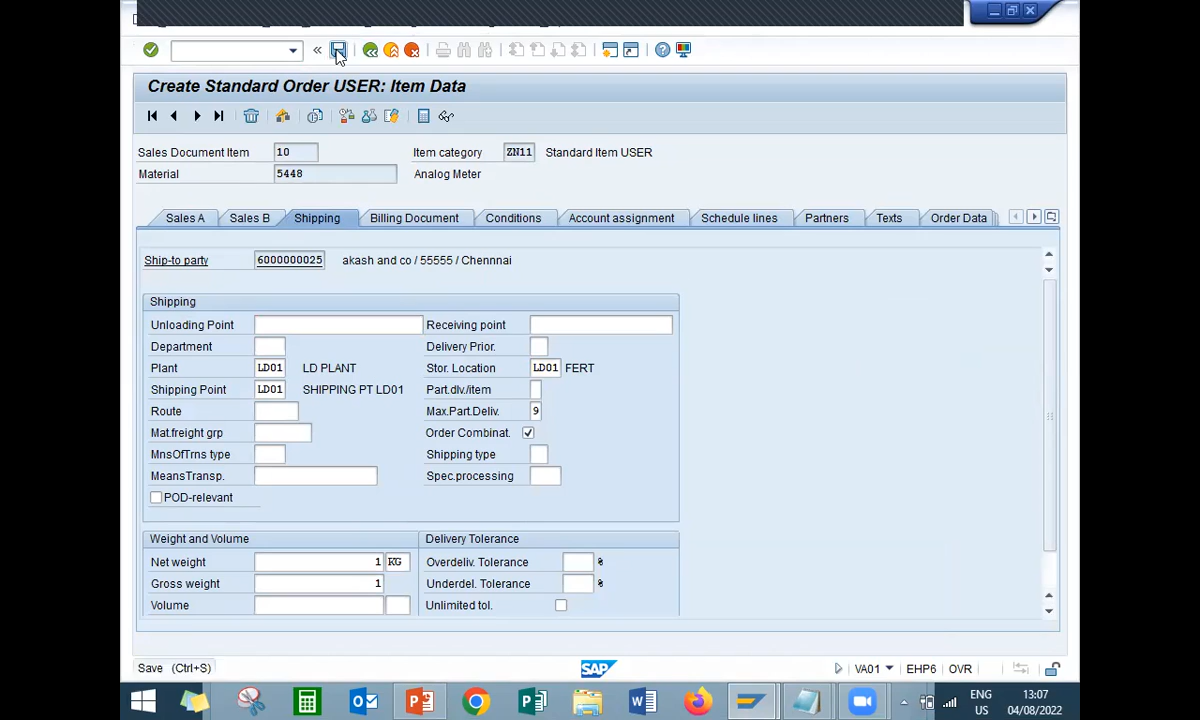 Create Standard Order USER: Item Data
Sales Document Item 10 Item category ZN11 Standard Item USER
Material 5448 Analog Meter
Sales A Sales B Shipping Billing Document Conditions Account assignment Schedule lines Partners Texts Order Data
Ship-to party 6000000025 akash and co / 55555 / Chennnai
Shipping
Unloading Point Receiving point
Department Delivery Prior.
Plant LD01 LD PLANT Stor. Location LD01 FERT
Shipping Point LD01 SHIPPING PT LD01 Part.dlv./item
Route Max.Part.Deliv. 9
Mat.freight grp Order Combinat.
MnsOfTrns type Shipping type
MeansTransp. Spec.processing
POD-relevant
Weight and Volume Delivery Tolerance
Net weight 1 KG Overdeliv. Tolerance %
Gross weight 1 Underdel. Tolerance %
Volume Unlimited tol.
Save (Ctrl+S) SAP VA01 EHP6 OVR
ENG 13:07
US 04/08/2022